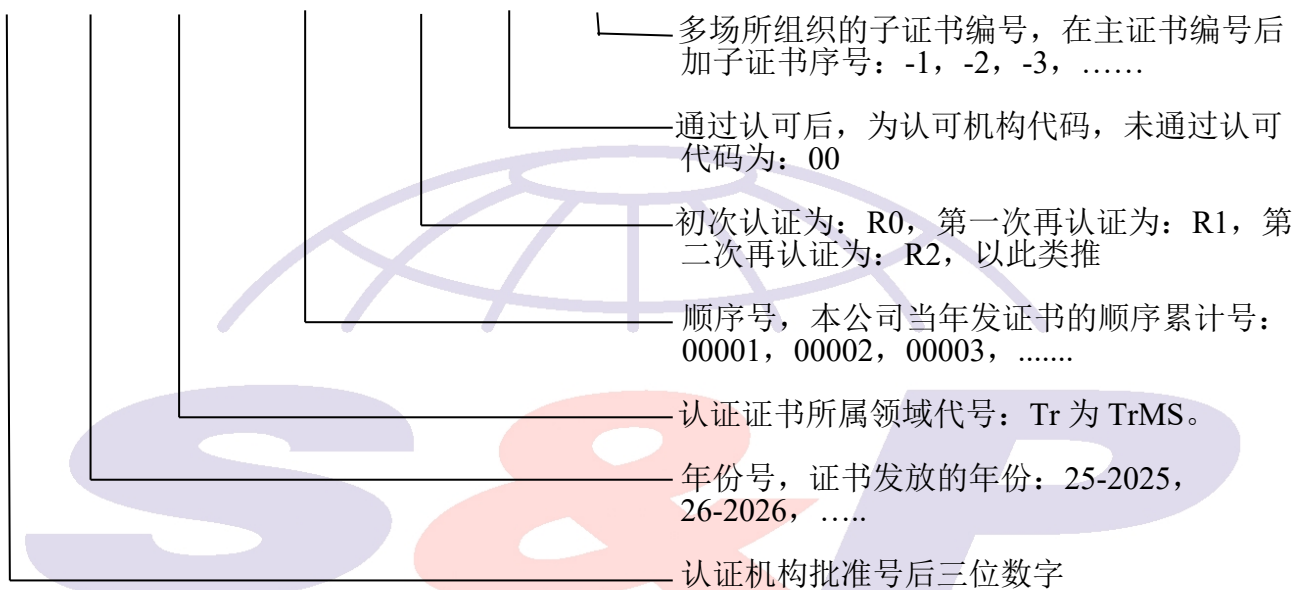 多场所组织的子证书编号，在主证书编号后
加子证书序号：-1，-2，-3，……
通过认可后，为认可机构代码，未通过认可
代码为：00
初次认证为：R0，第一次再认证为：R1，第
二次再认证为：R2，以此类推
顺序号，本公司当年发证书的顺序累计号：
00001，00002，00003，.......
认证证书所属领域代号：Tr 为 TrMS。
年份号，证书发放的年份：25-2025，
26-2026，…..
认证机构批准号后三位数字
S&P